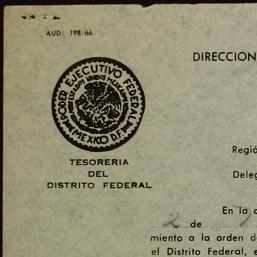 AUD. 198/66.
DIRECCION
PODER EJECUTIVO FEDERAL
ESTADOS UNIDOS MEXICANOS
MEXICO D.F.
TESORERIA
DEL
DISTRITO FEDERAL
Regi
Deleg
En la c
2 de
miento a la orden d
el Distrito Federal, e